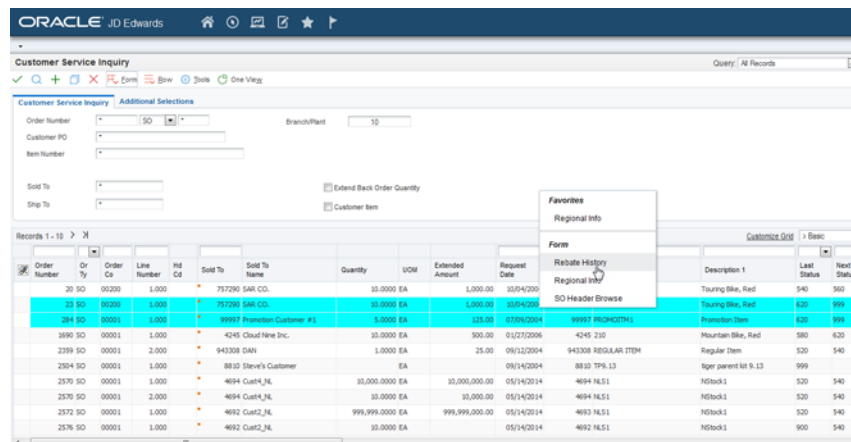 ORACLE® JD Edwards
Customer Service Inquiry Query: All Records
Form Row Tools One View
Customer Service Inquiry Additional Selections
Order Number * SO * Branch/Plant 10
Customer PO *
Item Number *
Sold To * Extend Back Order Quantity
Ship To * Customer Item
Favorites
Regional Info
Form
Rebate History
Regional Info
SO Header Browse
Records 1 - 10 Customize Grid > Basic
Order Number Or Ty Order Co Line Number Hd Cd Sold To Sold To Name Quantity UOM Extended Amount Request Date Description 1 Last Status Next
20 SO 00200 1.000 * 757290 SAR CO. 10.0000 EA 1,000.00 10/04/200 Touring Bike, Red 540 560
23 SO 00200 1.000 * 757290 SAR CO. 10.0000 EA 1,000.00 10/04/200 Touring Bike, Red 620 999
284 SO 00001 1.000 * 99997 Promotion Customer #1 5.0000 EA 125.00 07/09/2004 99997 PROMOITM1 Promotion Item 620 999
1690 SO 00001 1.000 * 4245 Cloud Nine Inc. 10.0000 EA 500.00 01/27/2006 4245 210 Mountain Bike, Red 580 620
2359 SO 00001 2.000 * 943308 DAN 1.0000 EA 25.00 09/12/2004 943308 REGULAR ITEM Regular Item 520 540
2504 SO 00001 1.000 * 8810 Steve's Customer EA 09/14/2004 8810 TP9.13 tiger parent kit 9.13 999
2570 SO 00001 1.000 * 4694 Cust4_NL 10,000.0000 EA 10,000,000.00 05/14/2014 4694 NLS1 NStock1 520 540
2570 SO 00001 2.000 * 4694 Cust4_NL 10.0000 EA 10,000.00 05/14/2014 4694 NLS1 NStock1 520 540
2572 SO 00001 1.000 * 4692 Cust2_NL 999,999.0000 EA 999,999,000.00 05/14/2014 4693 NLS1 NStock1 520 540
2576 SO 00001 1.000 * 4692 Cust2_NL 10.0000 EA 05/14/2014 4692 NLS1 NStock1 900 540